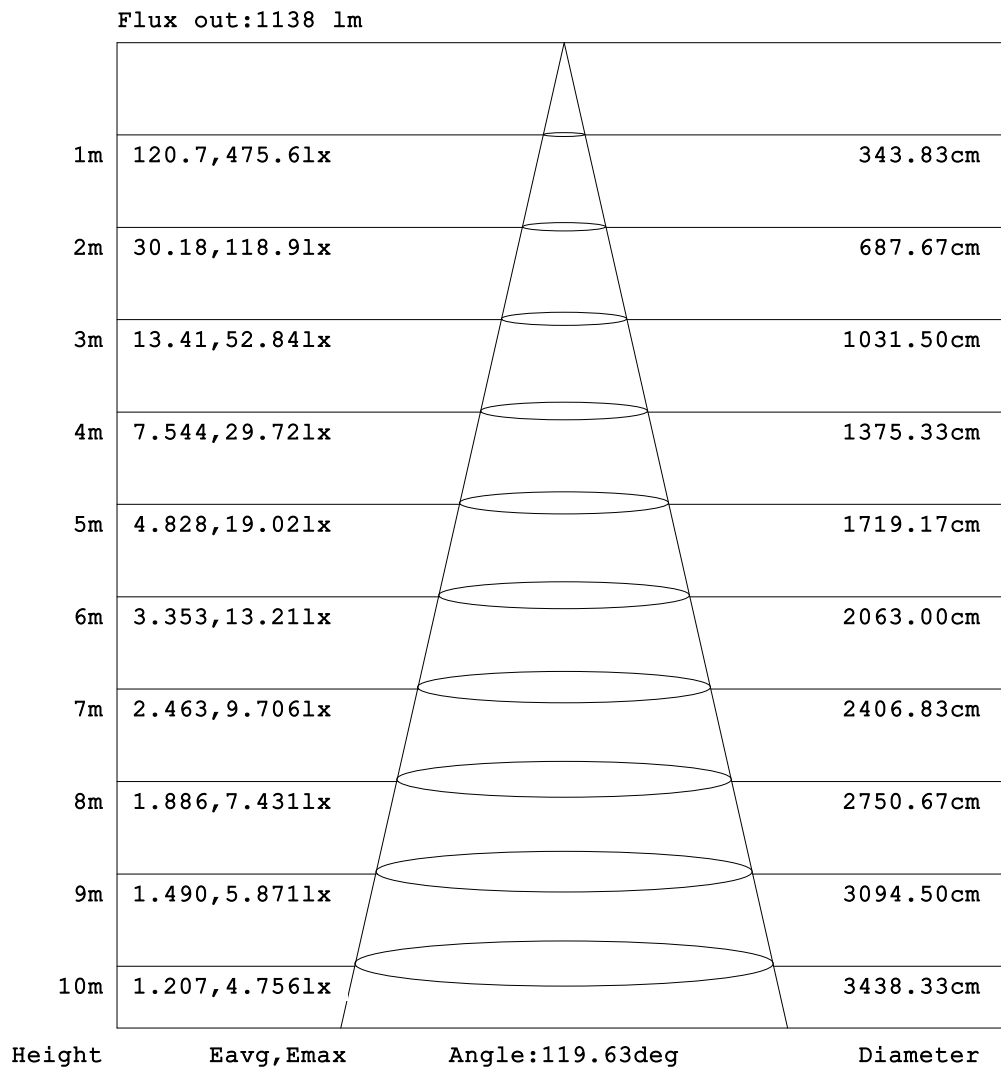 Flux out:1138 lm
1m 120.7,475.6lx 343.83cm
2m 30.18,118.9lx 687.67cm
3m 13.41,52.84lx 1031.50cm
4m 7.544,29.72lx 1375.33cm
5m 4.828,19.02lx 1719.17cm
6m 3.353,13.21lx 2063.00cm
7m 2.463,9.706lx 2406.83cm
8m 1.886,7.431lx 2750.67cm
9m 1.490,5.871lx 3094.50cm
10m 1.207,4.756lx 3438.33cm
Height Eavg,Emax Angle:119.63deg Diameter